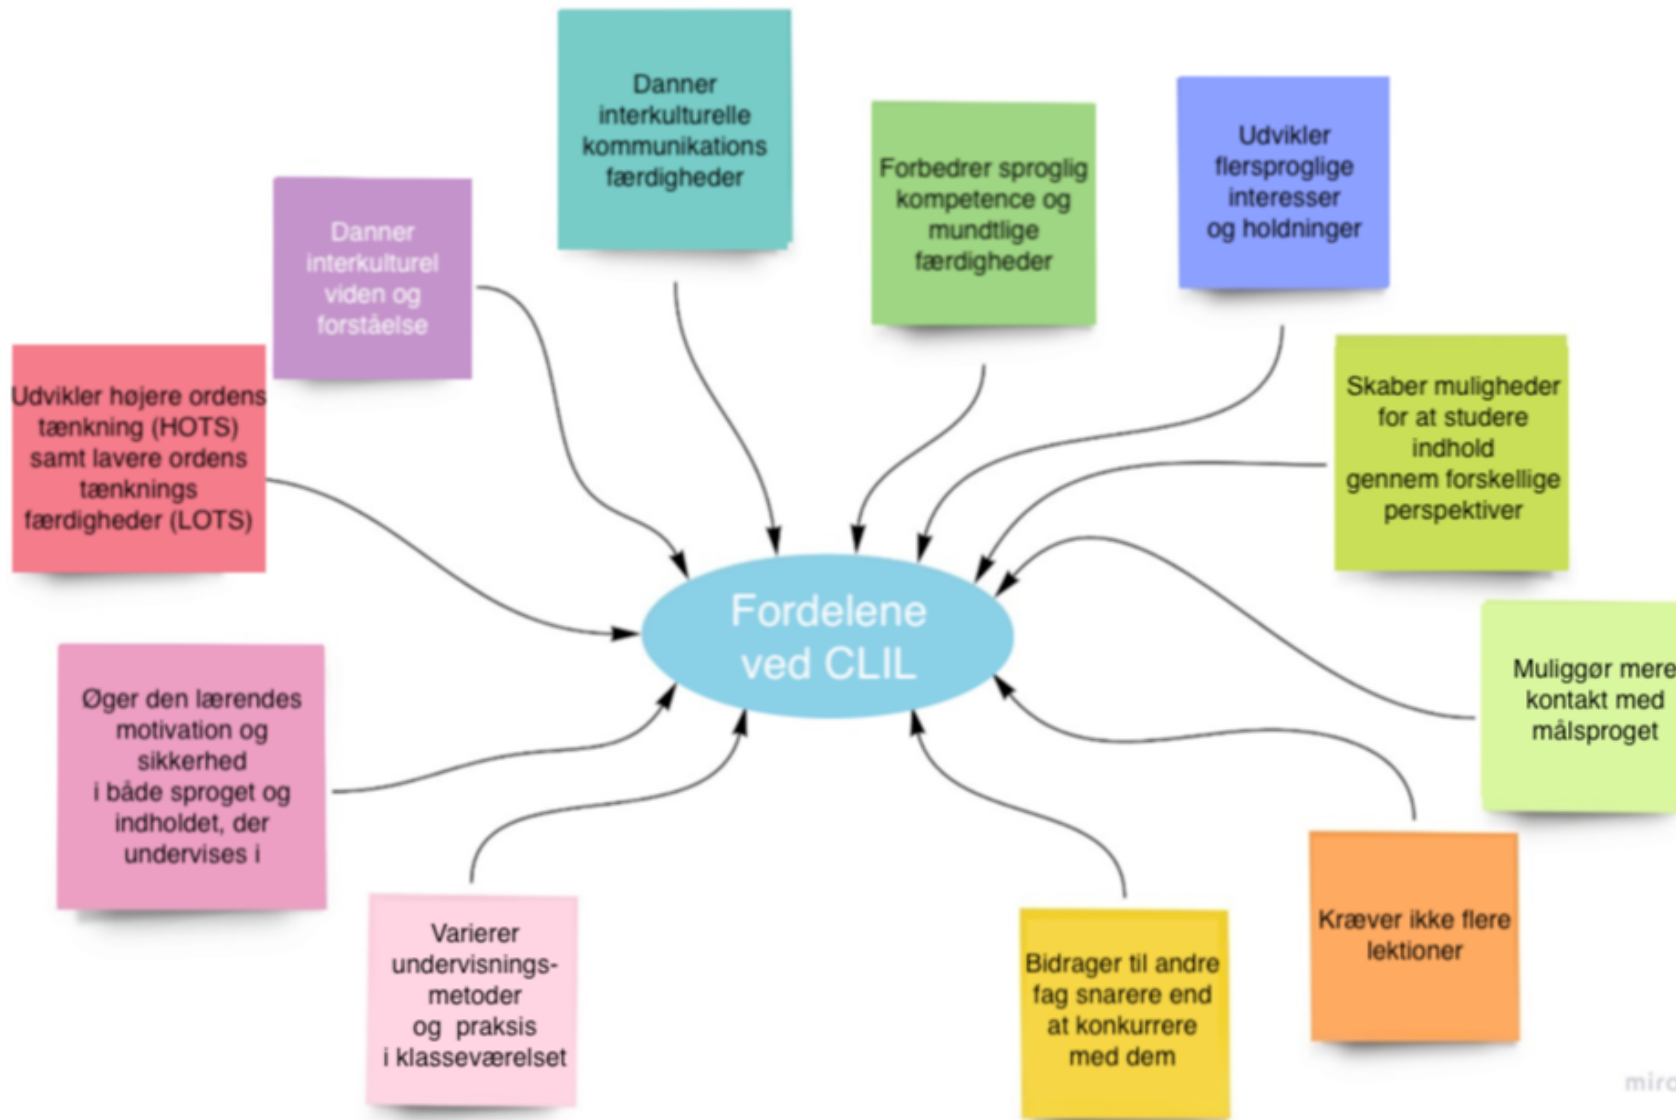 Danner
interkulturelle
kommunikations
færdigheder
Forbedrer sproglig
kompetence og
mundtlige
færdigheder
Udvikler
flersproglige
interesser
og holdninger
Danner
interkulturel
viden og
forståelse
Skaber muligheder
for at studere
indhold
gennem forskellige
perspektiver
Udvikler højere ordens
tænkning (HOTS)
samt lavere ordens
tænknings
færdigheder (LOTS)
Fordelene
ved CLIL
Muliggør mere
kontakt med
målsproget
Øger den lærendes
motivation og
sikkerhed
i både sproget og
indholdet, der
undervises i
Kræver ikke flere
lektioner
Varierer
undervisnings-
metoder
og praksis
i klasseværelset
Bidrager til andre
fag snarere end
at konkurrere
med dem
miro